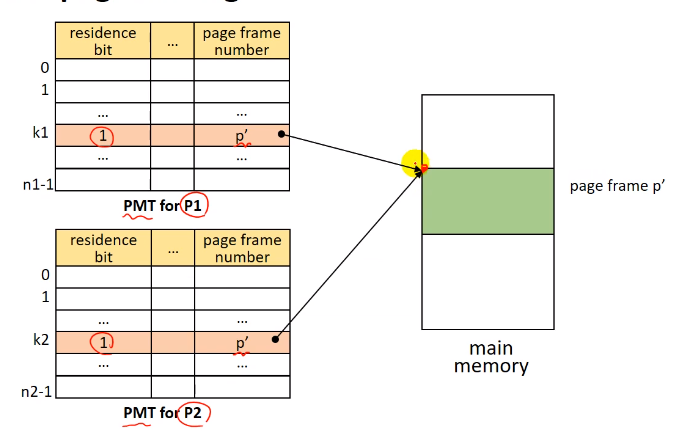 residence bit ... page frame number
0
1
... ...
k1 1 p’
... ...
n1-1
PMT for P1
residence bit ... page frame number
0
1
... ...
k2 1 p’
... ...
n2-1
PMT for P2
page frame p’
main
memory